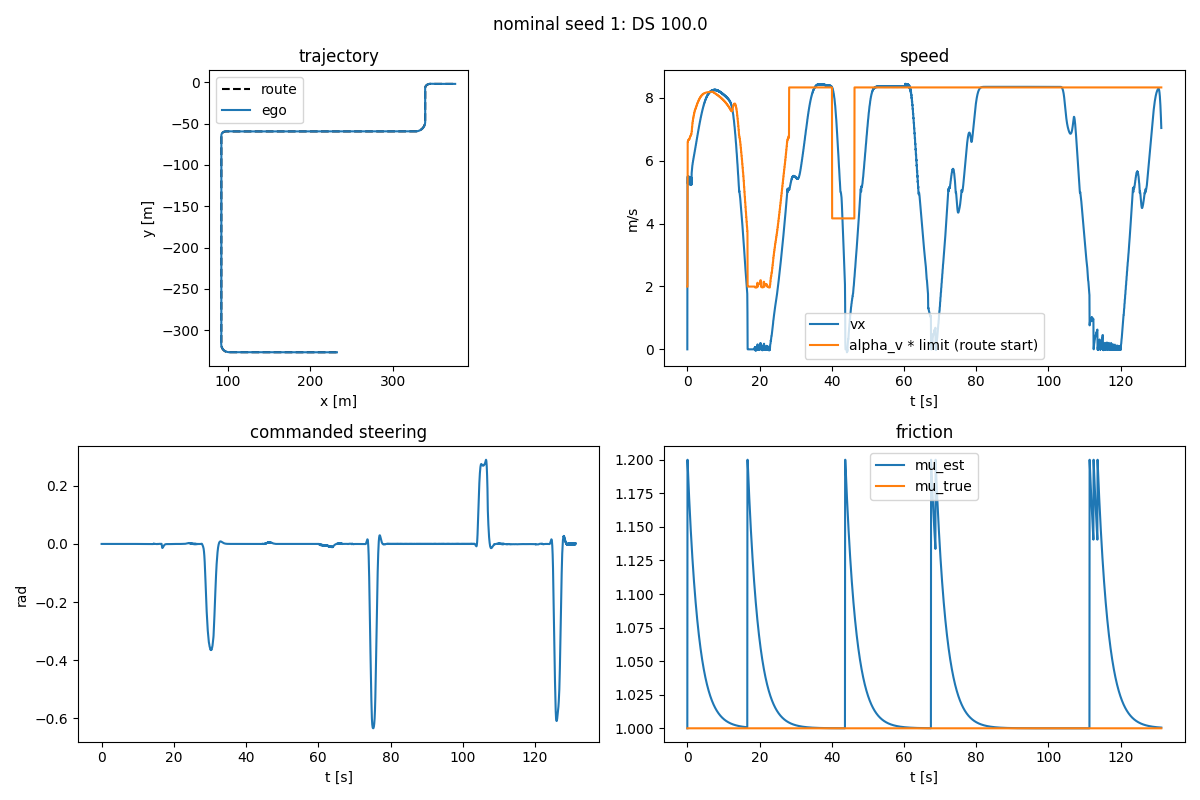 nominal seed 1: DS 100.0
trajectory
route
ego
0
−50
−100
−150
−200
−250
−300
y [m]
100
200
300
x [m]
speed
8
6
4
2
0
m/s
vx
alpha_v * limit (route start)
0
20
40
60
80
100
120
t [s]
commanded steering
0.2
0.0
−0.2
−0.4
−0.6
rad
0
20
40
60
80
100
120
t [s]
friction
mu_est
mu_true
1.200
1.175
1.150
1.125
1.100
1.075
1.050
1.025
1.000
0
20
40
60
80
100
120
t [s]